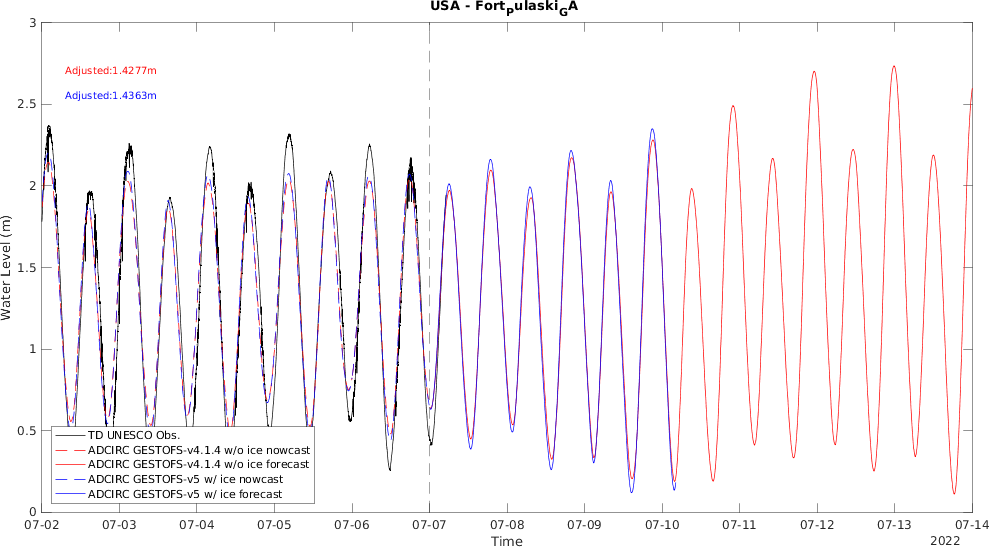 USA - FortPulaskiGA
3
Adjusted:1.4277m
2.5
Adjusted:1.4363m
2
1.5
1
0.5
0
Water Level (m)
TD UNESCO Obs.
ADCIRC GESTOFS-v4.1.4 w/o ice nowcast
ADCIRC GESTOFS-v4.1.4 w/o ice forecast
ADCIRC GESTOFS-v5 w/ ice nowcast
ADCIRC GESTOFS-v5 w/ ice forecast
07-02 07-03 07-04 07-05 07-06 07-07 07-08 07-09 07-10 07-11 07-12 07-13 07-14
Time
2022